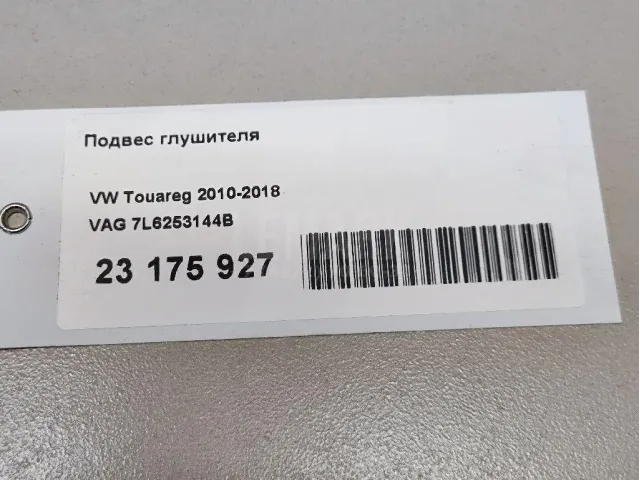 Подвес глушителя
VW Touareg 2010-2018
VAG 7L6253144B
23 175 927